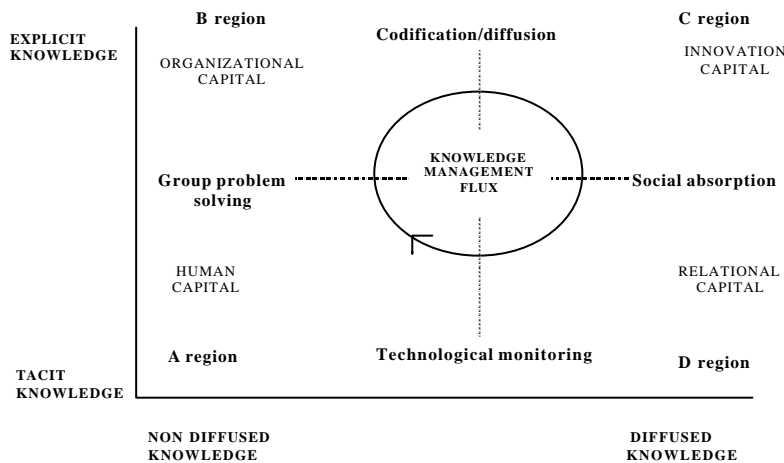 B region
C region
EXPLICIT
KNOWLEDGE
Codification/diffusion
ORGANIZATIONAL
CAPITAL
INNOVATION
CAPITAL
KNOWLEDGE
MANAGEMENT
FLUX
Group problem
solving
Social absorption
HUMAN
CAPITAL
RELATIONAL
CAPITAL
A region
Technological monitoring
D region
TACIT
KNOWLEDGE
NON DIFFUSED
KNOWLEDGE
DIFFUSED
KNOWLEDGE